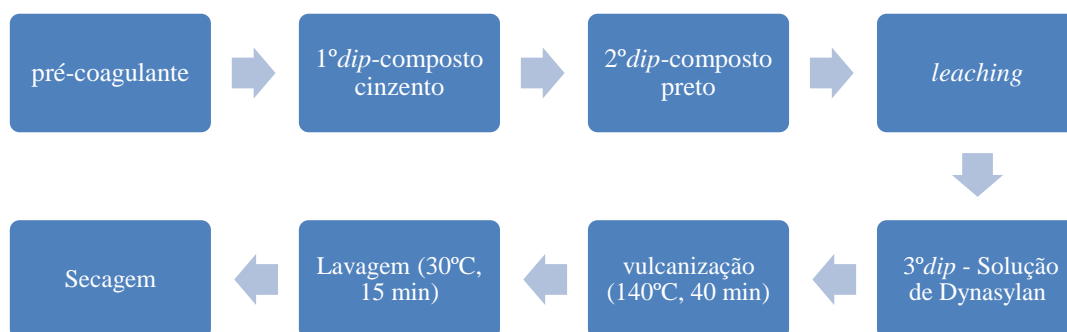 pré-coagulante
1ºdip-composto
cinzento
2ºdip-composto
preto
leaching
3ºdip - Solução
de Dynasylan
vulcanização
(140ºC, 40 min)
Lavagem (30ºC,
15 min)
Secagem